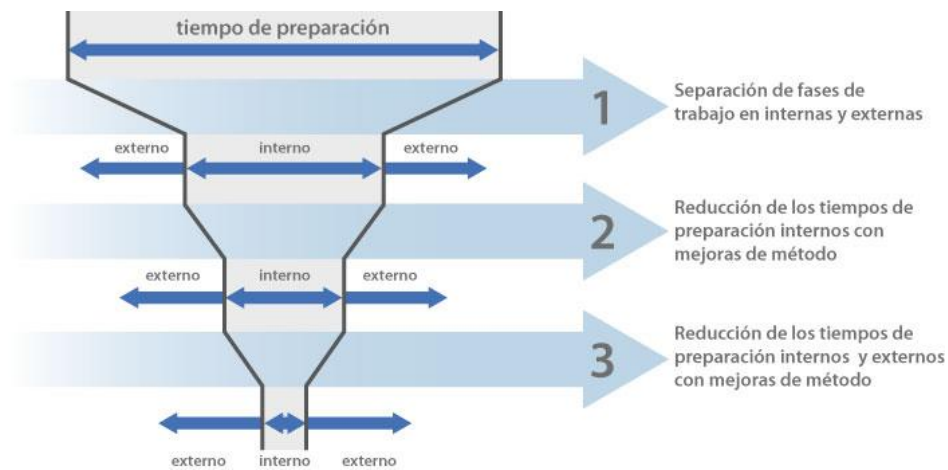 tiempo de preparación
1
Separación de fases de
trabajo en internas y externas
externo interno externo
2
Reducción de los tiempos de
preparación internos con
mejoras de método
externo interno externo
3
Reducción de los tiempos de
preparación internos y externos
con mejoras de método
externo interno externo